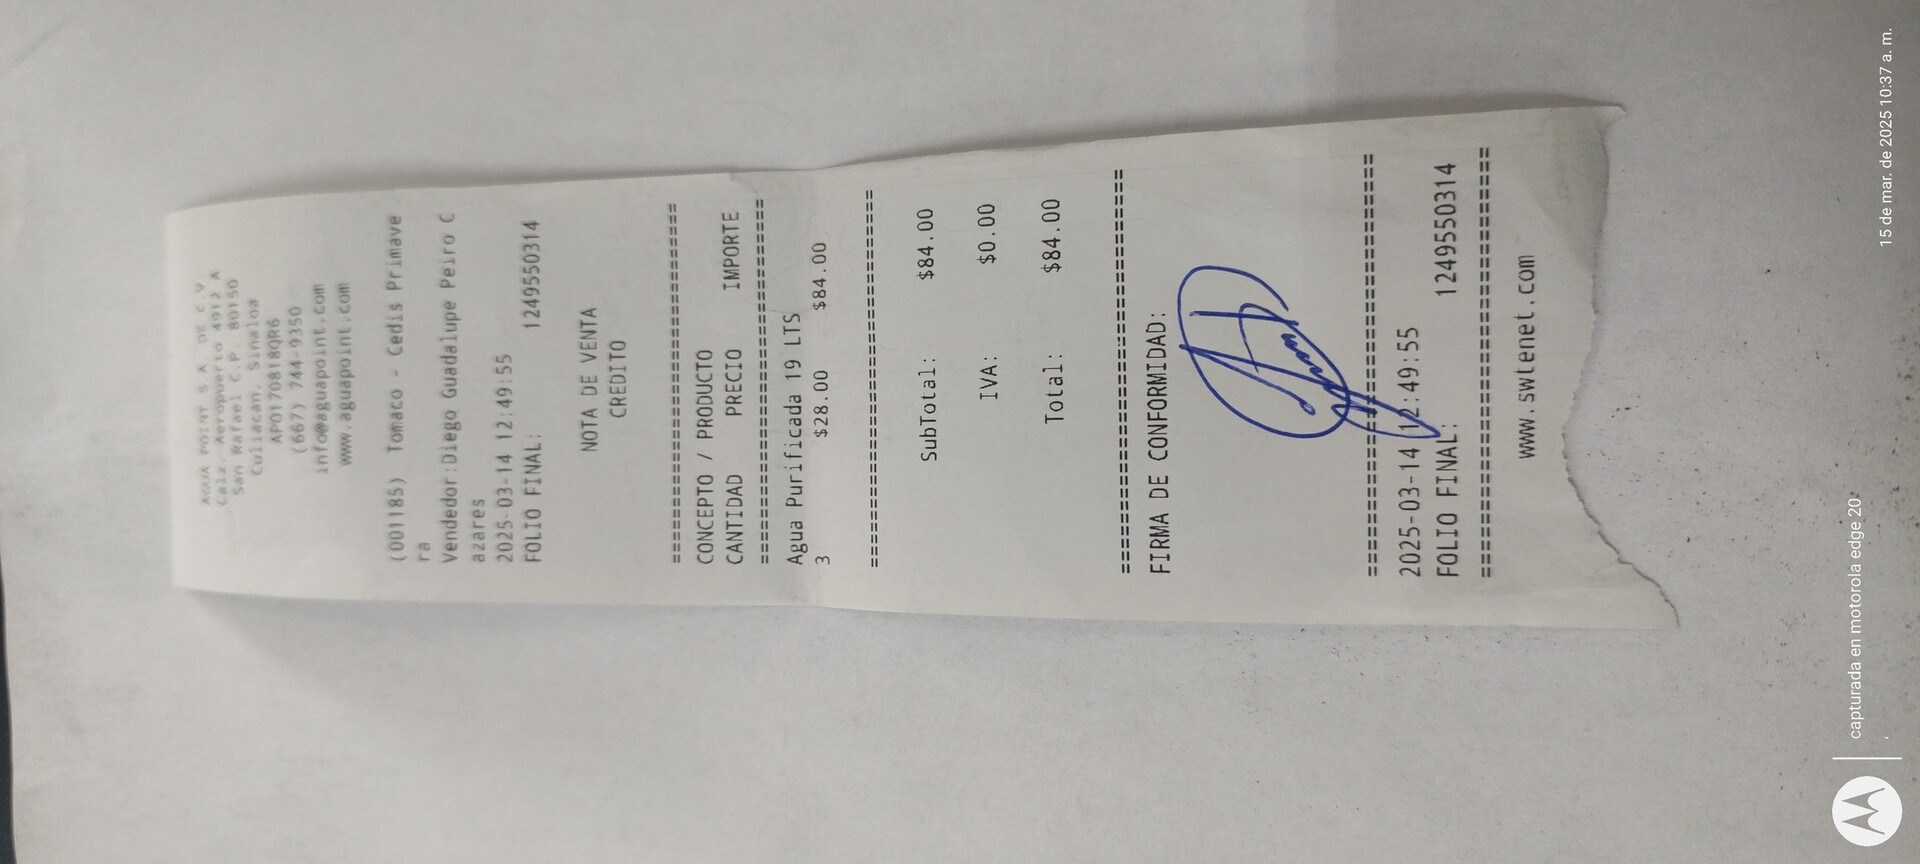 AGUA POINT S.A. DE C.V.
Calz. Aeropuerto 4912 A
San Rafael C.P. 80150
Culiacan, Sinaloa
APO170818QR6
(667) 744-9350
info@aguapoint.com
www.aguapoint.com
(001185) Tomaco - Cedis Primave
ra
Vendedor:Diego Guadalupe Peiro C
azares
2025-03-14 12:49:55
FOLIO FINAL: 1249550314
NOTA DE VENTA
CREDITO
================================
CONCEPTO / PRODUCTO
CANTIDAD PRECIO IMPORTE
================================
Agua Purificada 19 LTS
3 $28.00 $84.00
================================
SubTotal: $84.00
IVA: $0.00
Total: $84.00
================================
FIRMA DE CONFORMIDAD:
================================
2025-03-14 12:49:55
FOLIO FINAL: 1249550314
================================
www.swtenet.com
capturada en motorola edge 20
15 de mar. de 2025 10:37 a. m.